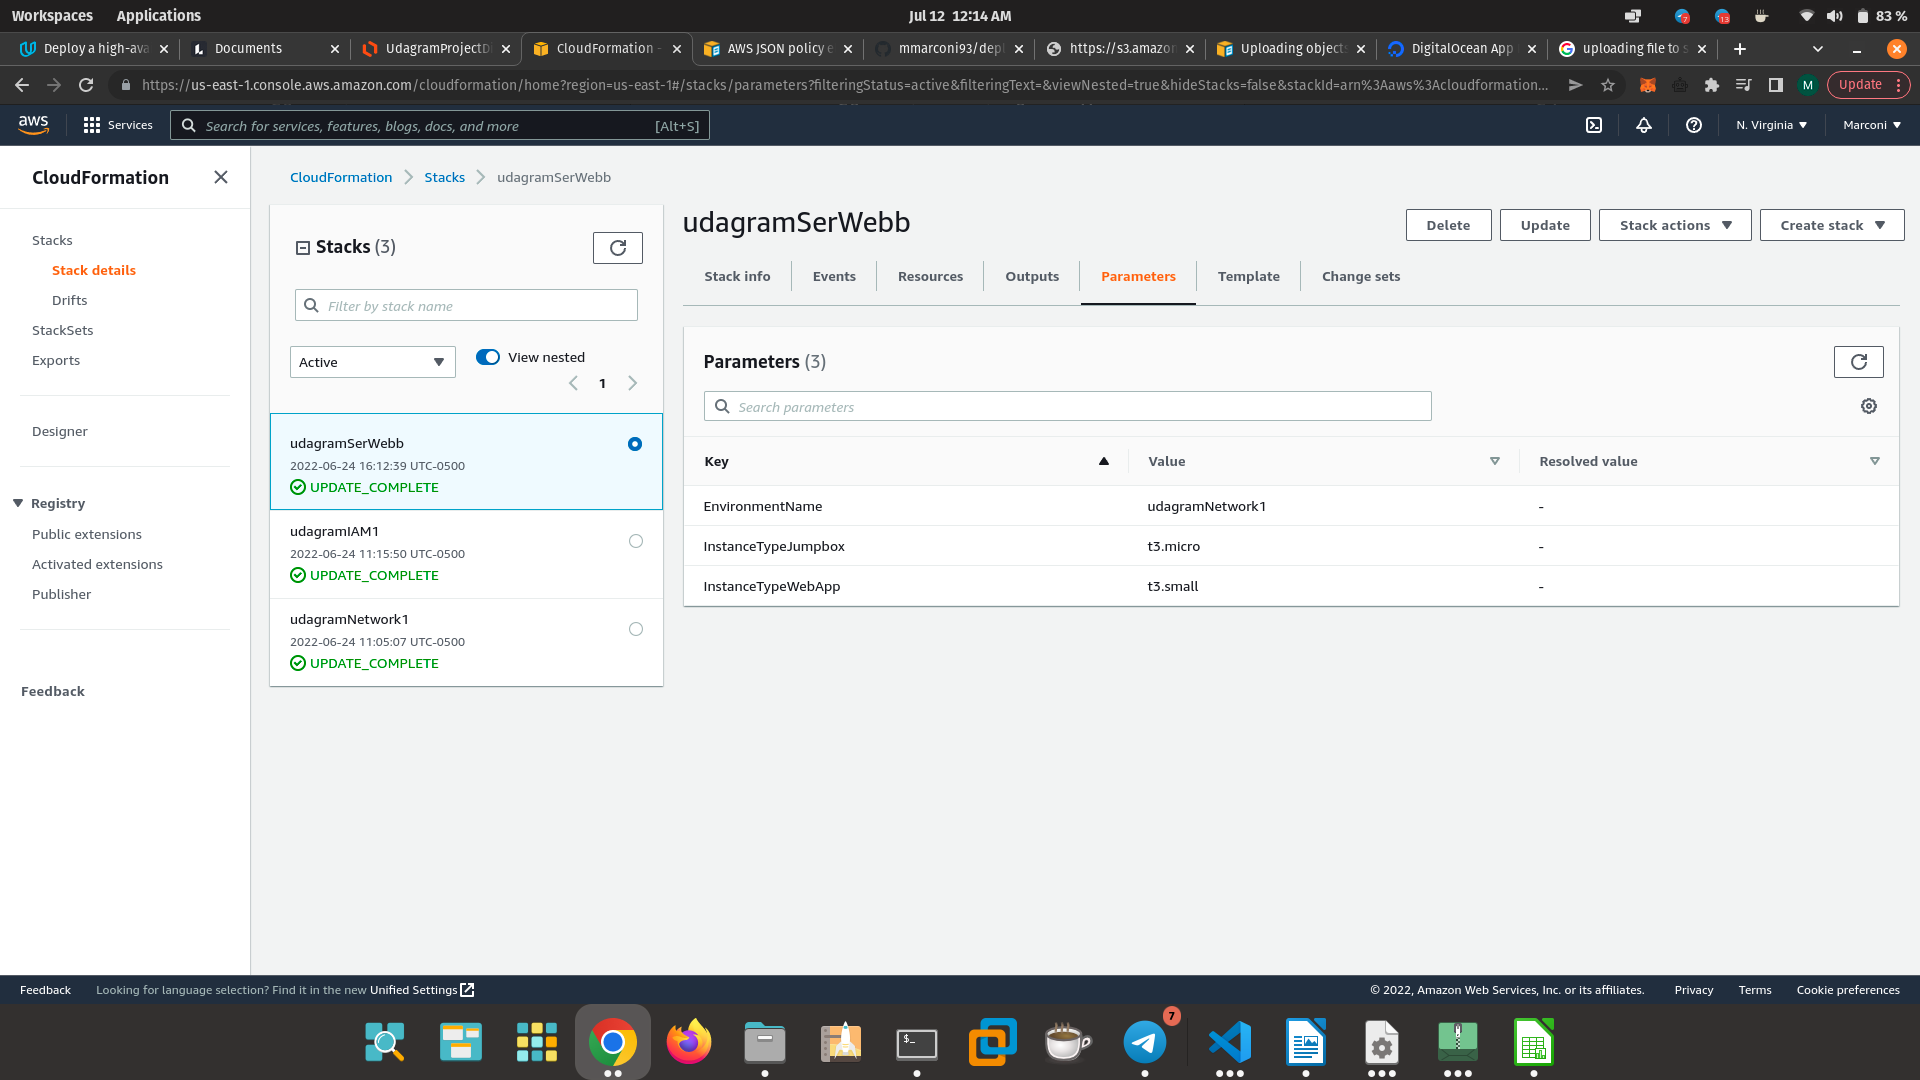 Workspaces Applications Jul 12 12:14 AM 83 %
Deploy a high-ava Documents UdagramProjectDi CloudFormation - AWS JSON policy e mmarconi93/depl https://s3.amazon Uploading objects DigitalOcean App uploading file to s
https://us-east-1.console.aws.amazon.com/cloudformation/home?region=us-east-1#/stacks/parameters?filteringStatus=active&filteringText=&viewNested=true&hideStacks=false&stackId=arn%3Aaws%3Acloudformation... M Update
aws Services Search for services, features, blogs, docs, and more [Alt+S] N. Virginia Marconi
CloudFormation
Stacks
Stack details
Drifts
StackSets
Exports
Designer
Registry
Public extensions
Activated extensions
Publisher
Feedback
CloudFormation Stacks udagramSerWebb
Stacks (3)
Filter by stack name
Active View nested
1
udagramSerWebb
2022-06-24 16:12:39 UTC-0500
UPDATE_COMPLETE
udagramIAM1
2022-06-24 11:15:50 UTC-0500
UPDATE_COMPLETE
udagramNetwork1
2022-06-24 11:05:07 UTC-0500
UPDATE_COMPLETE
udagramSerWebb
Delete Update Stack actions Create stack
Stack info Events Resources Outputs Parameters Template Change sets
Parameters (3)
Search parameters
Key Value Resolved value
EnvironmentName udagramNetwork1 -
InstanceTypeJumpbox t3.micro -
InstanceTypeWebApp t3.small -
Feedback Looking for language selection? Find it in the new Unified Settings © 2022, Amazon Web Services, Inc. or its affiliates. Privacy Terms Cookie preferences
$_
7